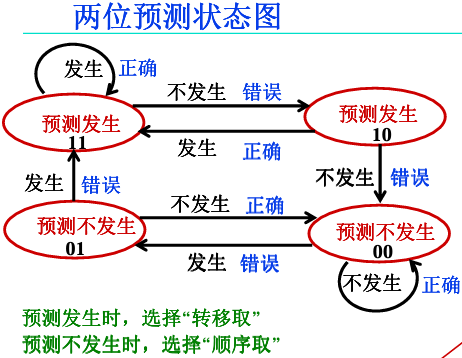 两位预测状态图
发生 正确
不发生 错误
预测发生
11
预测发生
10
发生 正确
发生 错误
不发生 错误
不发生 正确
预测不发生
01
预测不发生
00
发生 错误
不发生 正确
预测发生时，选择“转移取”
预测不发生时，选择“顺序取”